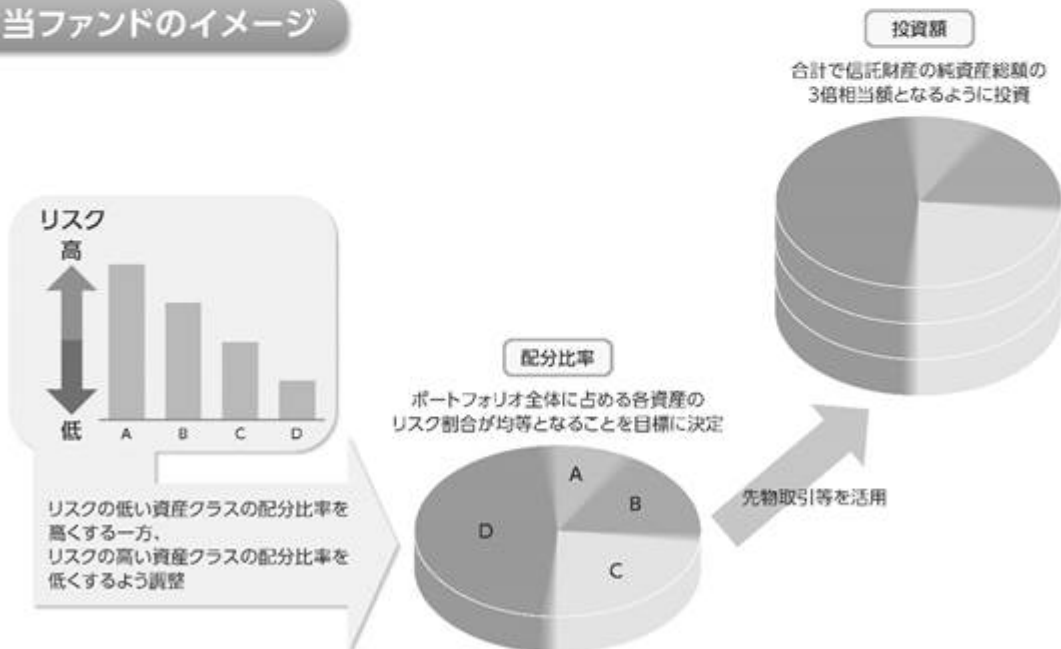 当ファンドのイメージ
投資額
合計で信託財産の純資産総額の
3倍相当額となるように投資
リスク
高
低
A B C D
リスクの低い資産クラスの配分比率を
高くする一方、
リスクの高い資産クラスの配分比率を
低くするよう調整
配分比率
ポートフォリオ全体に占める各資産の
リスク割合が均等となることを目標に決定
A
B
C
D
先物取引等を活用